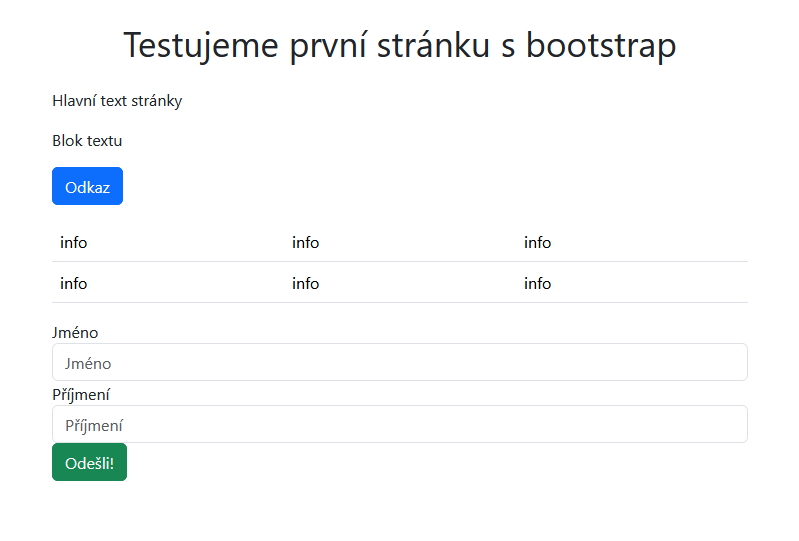 Testujeme první stránku s bootstrap
Hlavní text stránky
Blok textu
Odkaz
info info info
info info info
Jméno
Jméno
Příjmení
Příjmení
Odešli!